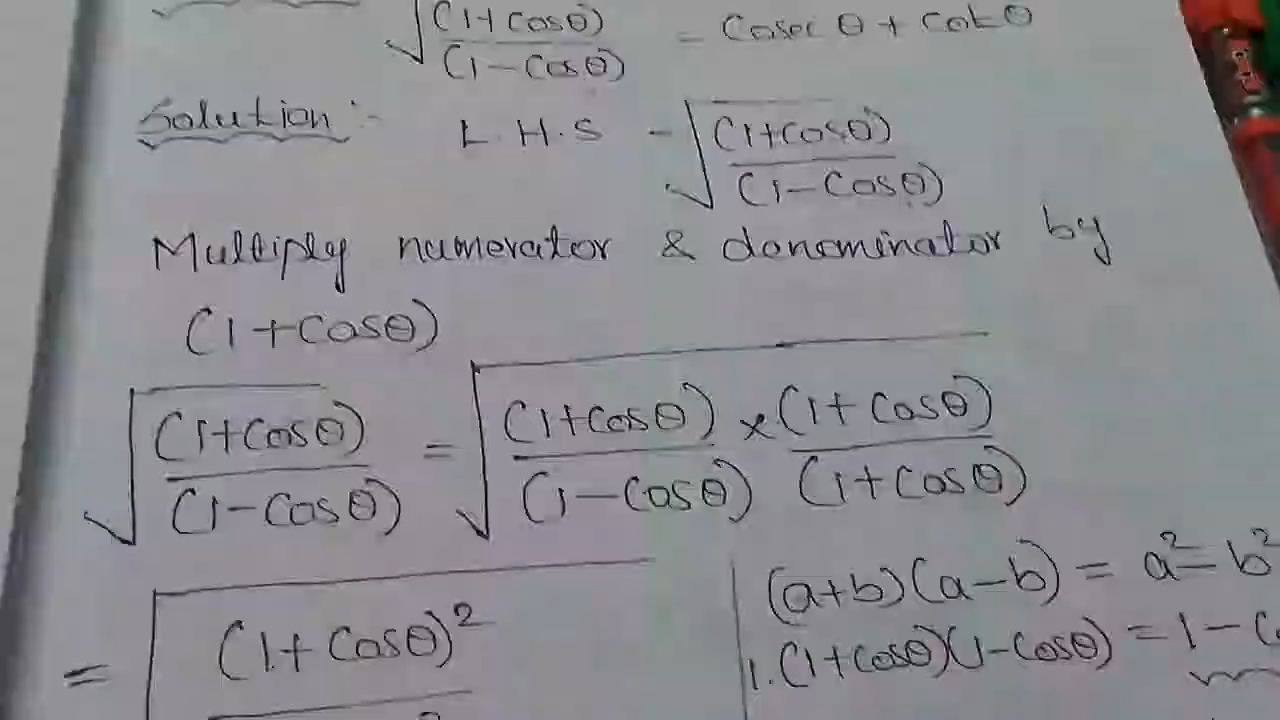 √(1+cosθ)/(1-cosθ) = Cosec θ + cotθ
Solution :- L.H.S - √(1+cosθ)/(1-cosθ)
Multiply numerator & denominator by
(1+cosθ)
√(1+cosθ)/(1-cosθ) = √(1+cosθ)/(1-cosθ) × (1+cosθ)/(1+cosθ)
(a+b)(a-b) = a² - b²
= √(1+cosθ)²
1.(1+cosθ)(1-cosθ) = 1 -